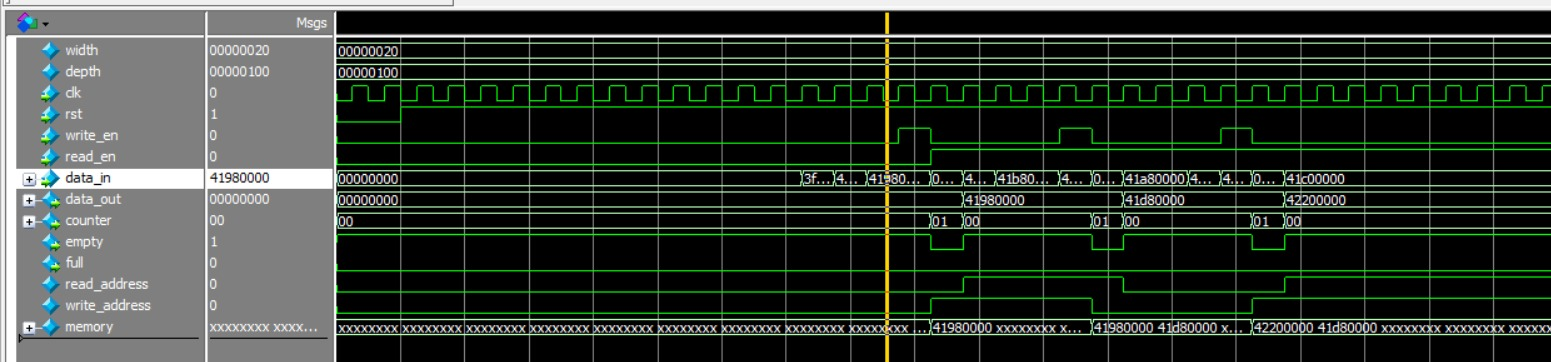 Msgs
width 00000020 00000020
depth 00000100 00000100
clk 0
rst 1
write_en 0
read_en 0
data_in 41980000 00000000 3f... 4... 41980... 0... 4... 41b80... 4... 0... 41a80000 4... 4... 0... 41c00000
data_out 00000000 00000000 41980000 41d80000 42200000
counter 00 00 01 00 01 00 01 00
empty 1
full 0
read_address 0
write_address 0
memory xxxxxxxx xxxx... xxxxxxxx xxxxxxxx xxxxxxxx xxxxxxxx xxxxxxxx xxxxxxxx xxxxxxxx xxxxxxxx xxxxxxxx ... 41980000 xxxxxxxx x... 41980000 41d80000 x... 42200000 41d80000 xxxxxxxx xxxxxxxx xxxxxx